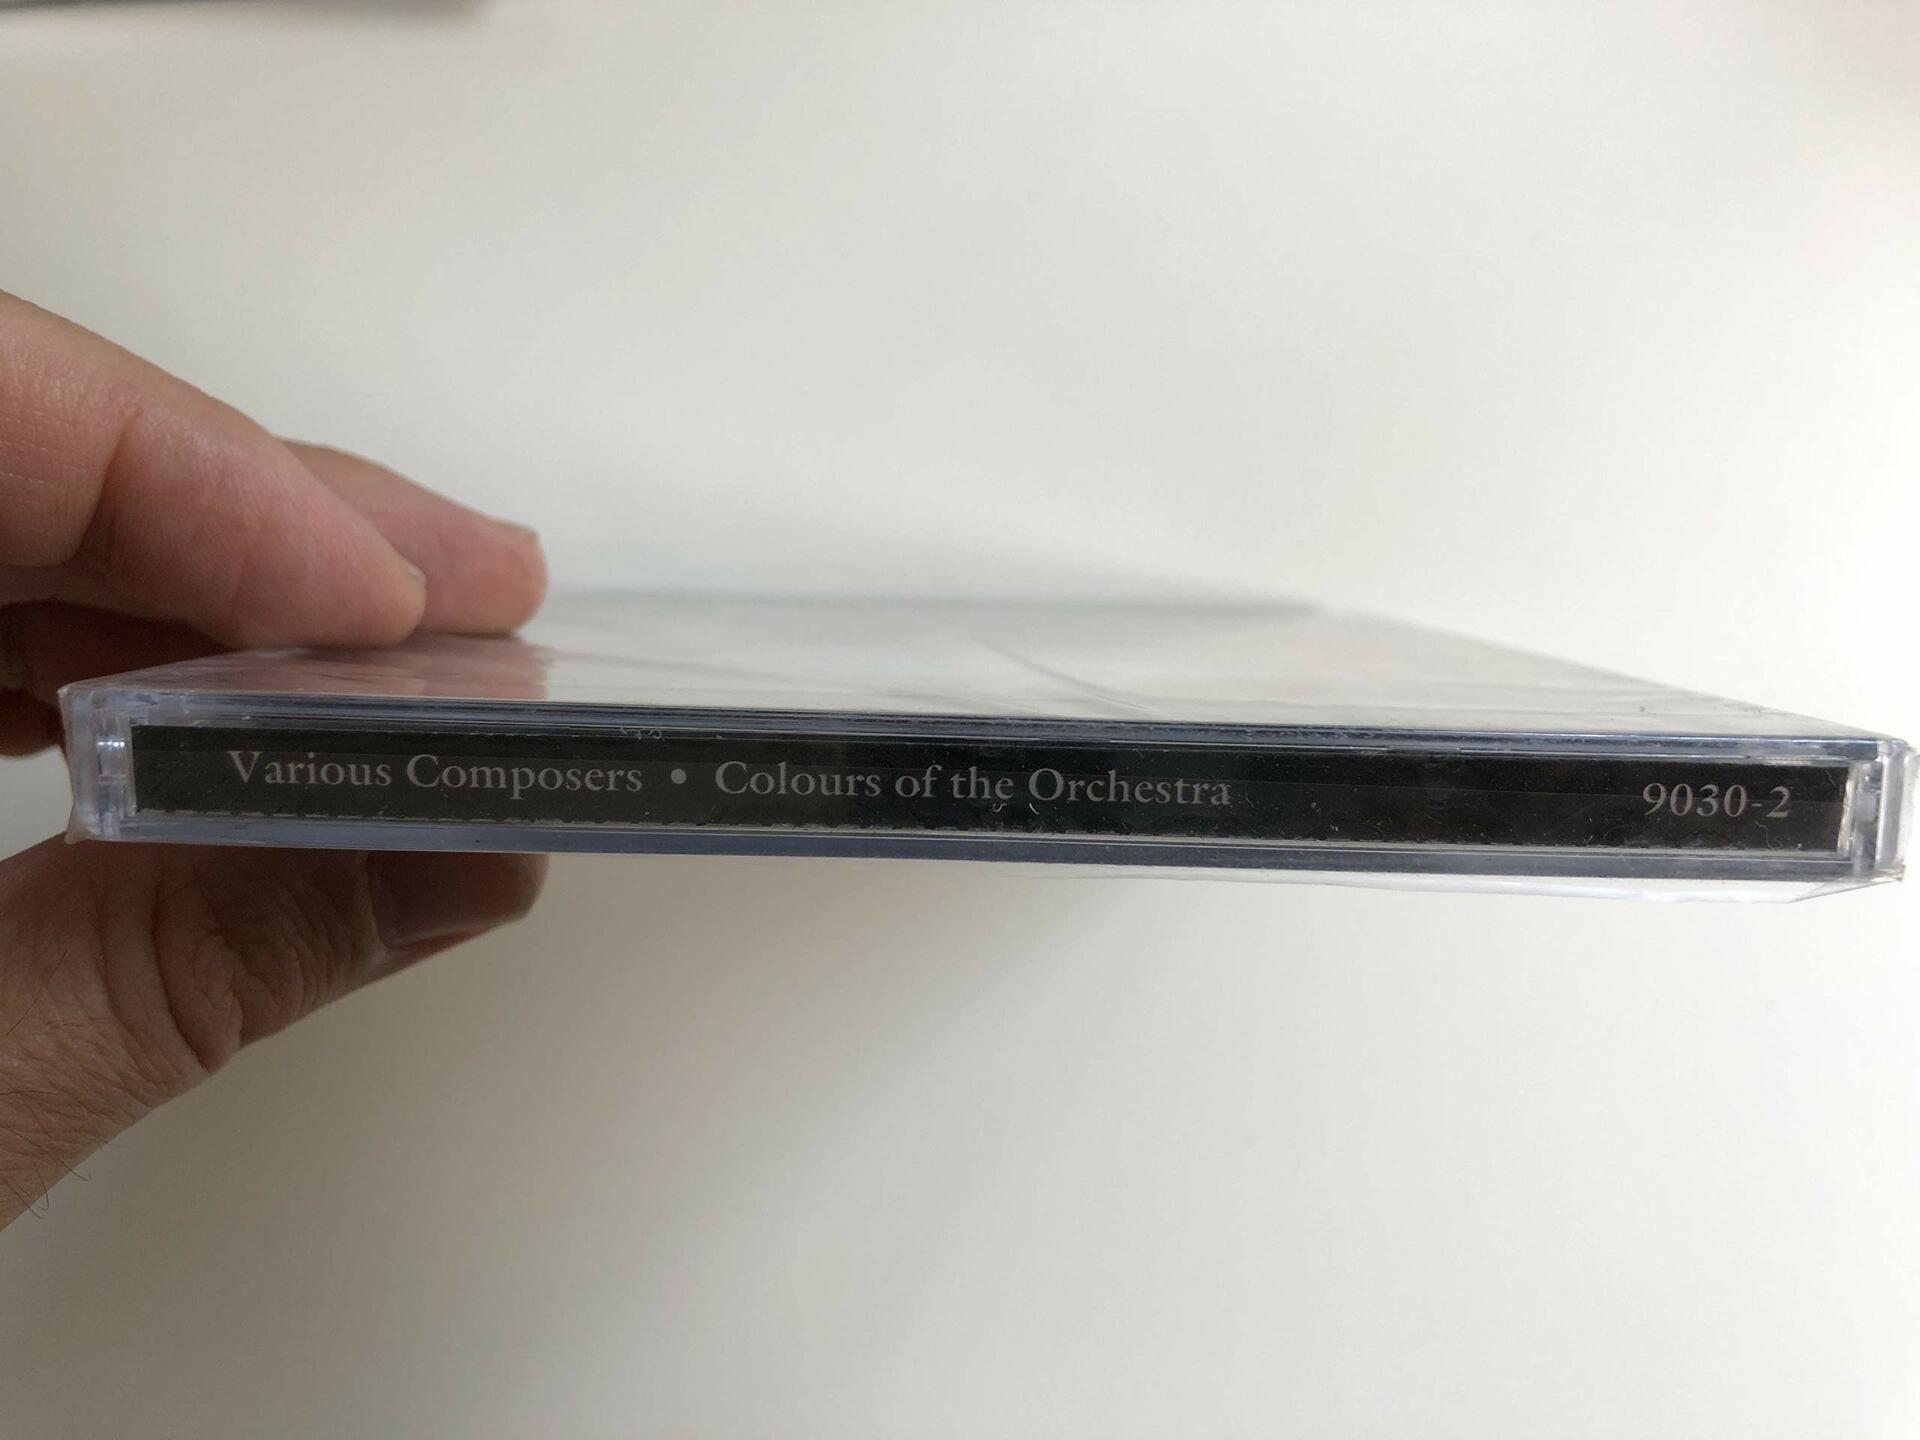 Various Composers • Colours of the Orchestra 9030-2